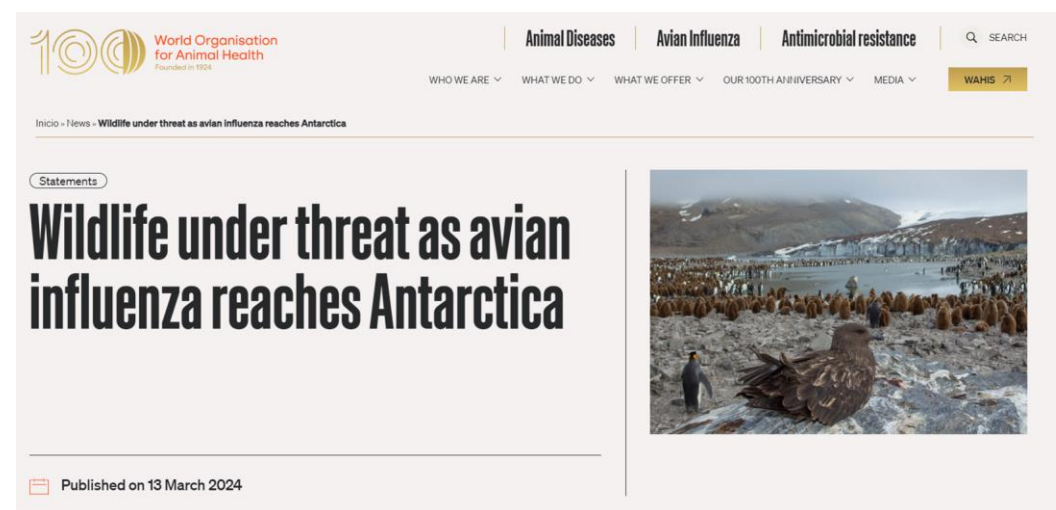 100
World Organisation
for Animal Health
Founded in 1924
Animal Diseases
Avian Influenza
Antimicrobial resistance
SEARCH
WHO WE ARE
WHAT WE DO
WHAT WE OFFER
OUR 100TH ANNIVERSARY
MEDIA
WAHIS
Inicio » News » Wildlife under threat as avian influenza reaches Antarctica
Statements
Wildlife under threat as avian
influenza reaches Antarctica
Published on 13 March 2024